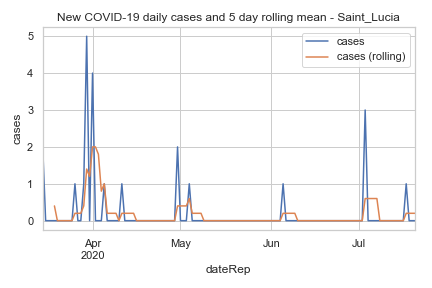 New COVID-19 daily cases and 5 day rolling mean - Saint_Lucia
cases
cases (rolling)
5
4
3
2
1
0
cases
Apr
2020
May
Jun
Jul
dateRep